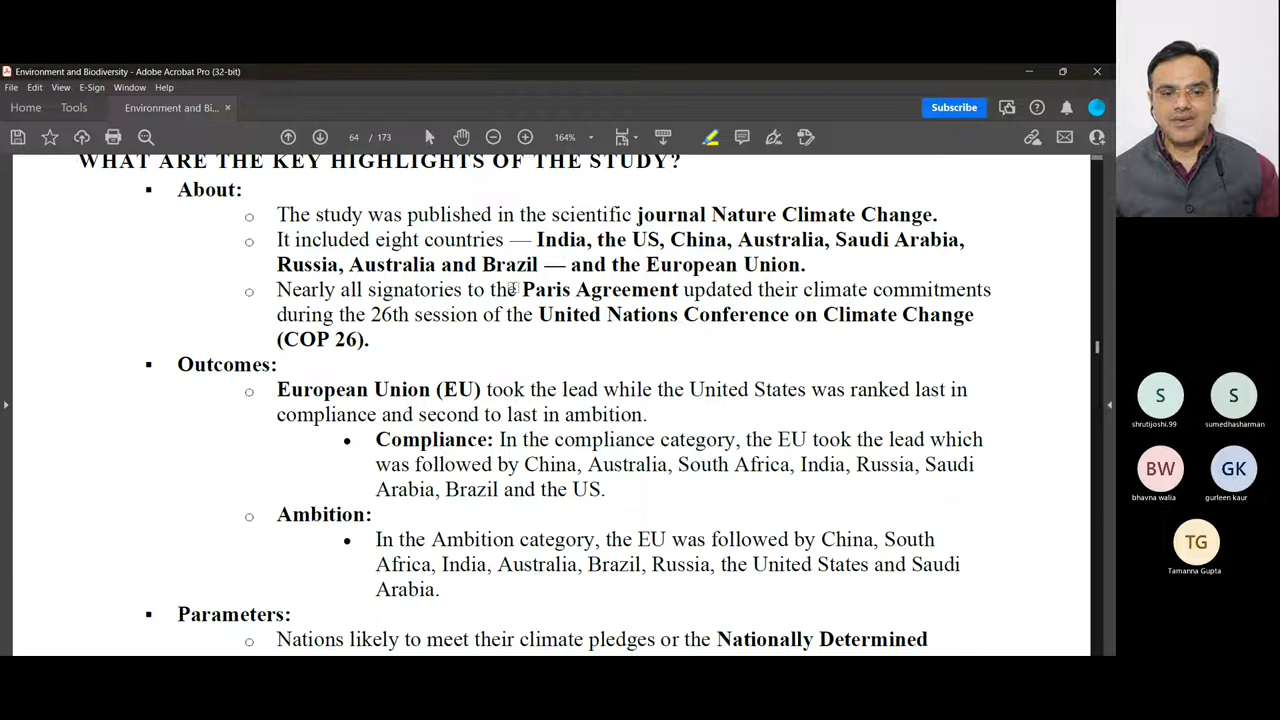 Environment and Biodiversity - Adobe Acrobat Pro (32-bit)
File Edit View E-Sign Window Help
Home Tools Environment and Bi... × Subscribe
64 / 173 164%
WHAT ARE THE KEY HIGHLIGHTS OF THE STUDY?
▪ About:
○ The study was published in the scientific journal Nature Climate Change.
○ It included eight countries — India, the US, China, Australia, Saudi Arabia,
Russia, Australia and Brazil — and the European Union.
○ Nearly all signatories to the Paris Agreement updated their climate commitments
during the 26th session of the United Nations Conference on Climate Change
(COP 26).
▪ Outcomes:
○ European Union (EU) took the lead while the United States was ranked last in
compliance and second to last in ambition.
• Compliance: In the compliance category, the EU took the lead which
was followed by China, Australia, South Africa, India, Russia, Saudi
Arabia, Brazil and the US.
○ Ambition:
• In the Ambition category, the EU was followed by China, South
Africa, India, Australia, Brazil, Russia, the United States and Saudi
Arabia.
▪ Parameters:
○ Nations likely to meet their climate pledges or the Nationally Determined
S S
shrutijoshi.99 sumedhasharman
BW GK
bhavna walia gurleen kaur
TG
Tamanna Gupta